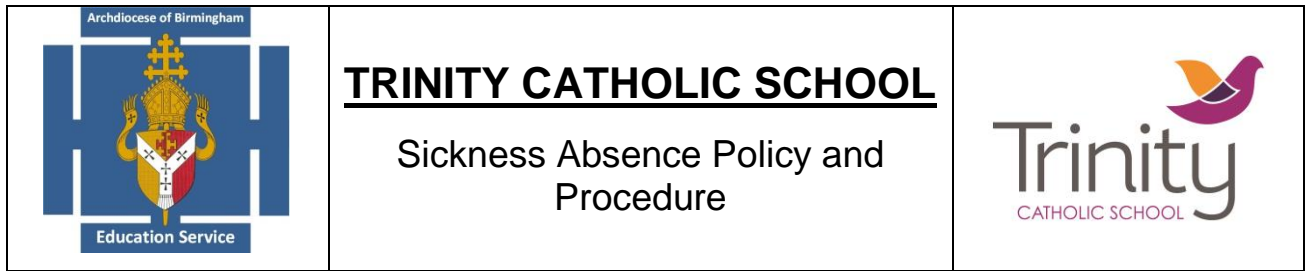 Archdiocese of Birmingham
Education Service
TRINITY CATHOLIC SCHOOL
Sickness Absence Policy and
Procedure
Trinity
CATHOLIC SCHOOL